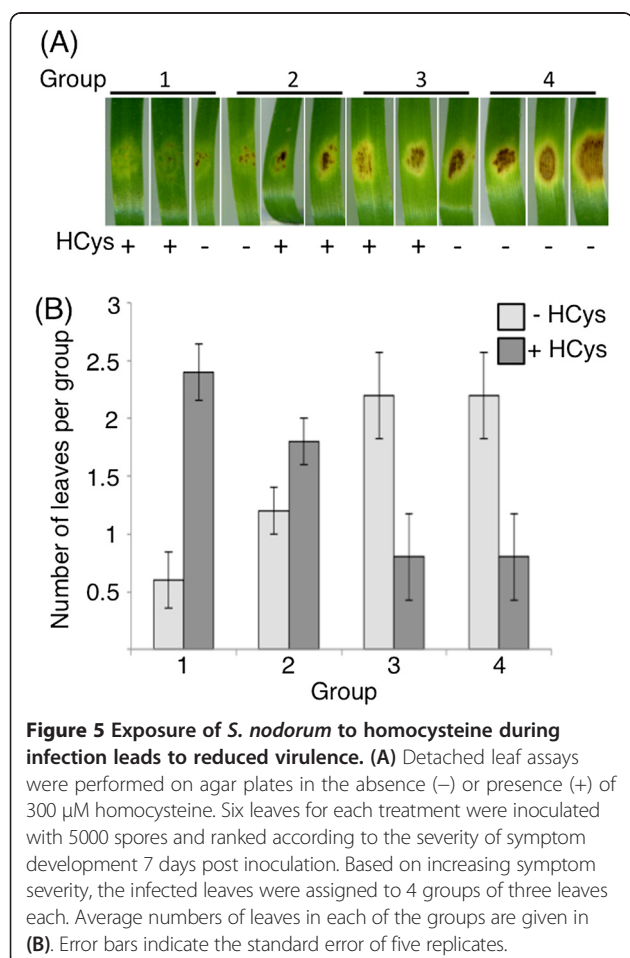 (A)
Group 1 2 3 4
HCys + + - - + + + + - - - -
(B)
3
2.5
2
1.5
1
0.5
Number of leaves per group
- HCys
+ HCys
1 2 3 4
Group
Figure 5 Exposure of S. nodorum to homocysteine during
infection leads to reduced virulence. (A) Detached leaf assays
were performed on agar plates in the absence (−) or presence (+) of
300 μM homocysteine. Six leaves for each treatment were inoculated
with 5000 spores and ranked according to the severity of symptom
development 7 days post inoculation. Based on increasing symptom
severity, the infected leaves were assigned to 4 groups of three leaves
each. Average numbers of leaves in each of the groups are given in
(B). Error bars indicate the standard error of five replicates.